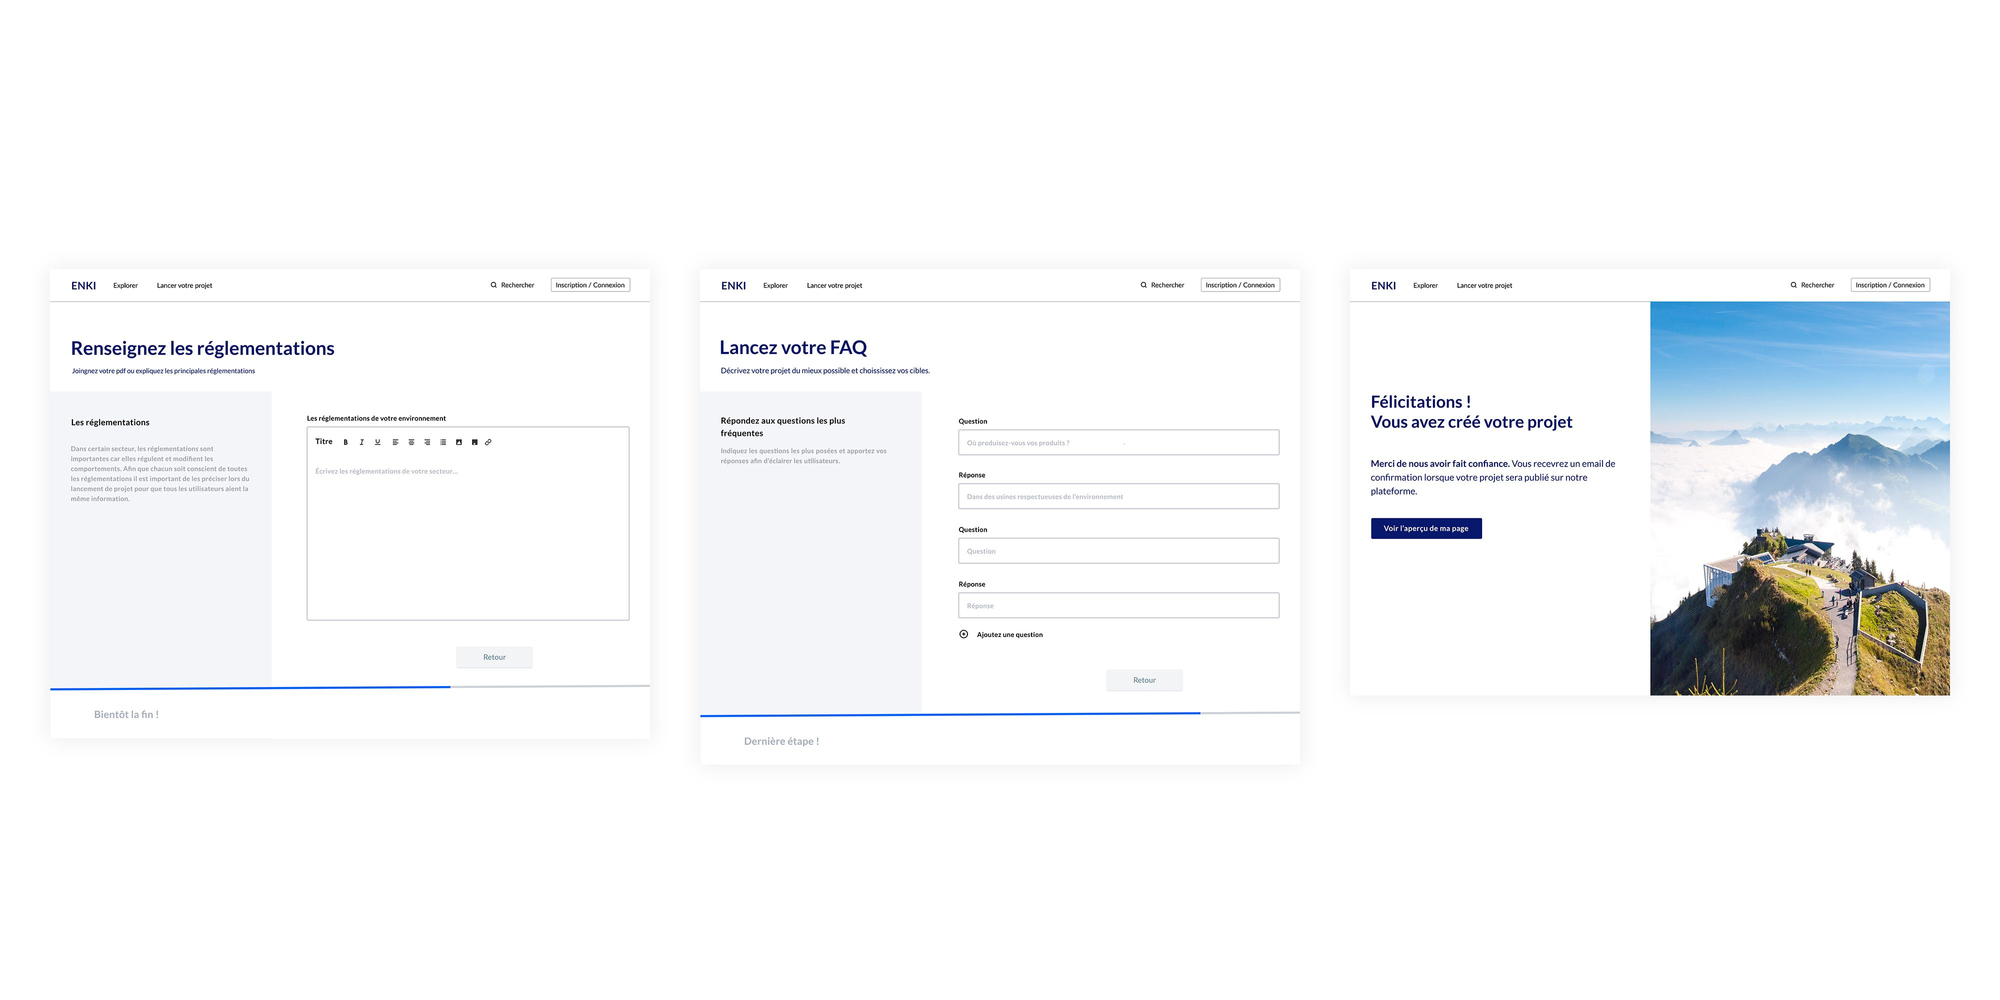 ENKI Explorer Lancer votre projet Rechercher Inscription / Connexion
Renseignez les réglementations
Joingnez votre pdf ou expliquez les principales réglementations
Les réglementations
Dans certain secteur, les réglementations sont
importantes car elles régulent et modifient les
comportements. Afin que chacun soit conscient de toutes
les réglementations il est important de les préciser lors du
lancement de projet pour que tous les utilisateurs aient la
même information.
Les réglementations de votre environnement
Titre B I U
Écrivez les réglementations de votre secteur...
Retour
Bientôt la fin !
ENKI Explorer Lancer votre projet Rechercher Inscription / Connexion
Lancez votre FAQ
Décrivez votre projet du mieux possible et choississez vos cibles.
Répondez aux questions les plus
fréquentes
Indiquez les questions les plus posées et apportez vos
réponses afin d'éclairer les utilisateurs.
Question
Où produisez-vous vos produits ?
Réponse
Dans des usines respectueuses de l'environnement
Question
Question
Réponse
Réponse
Ajoutez une question
Retour
Dernière étape !
ENKI Explorer Lancer votre projet Rechercher Inscription / Connexion
Félicitations !
Vous avez créé votre projet
Merci de nous avoir fait confiance. Vous recevrez un email de
confirmation lorsque votre projet sera publié sur notre
plateforme.
Voir l'aperçu de ma page